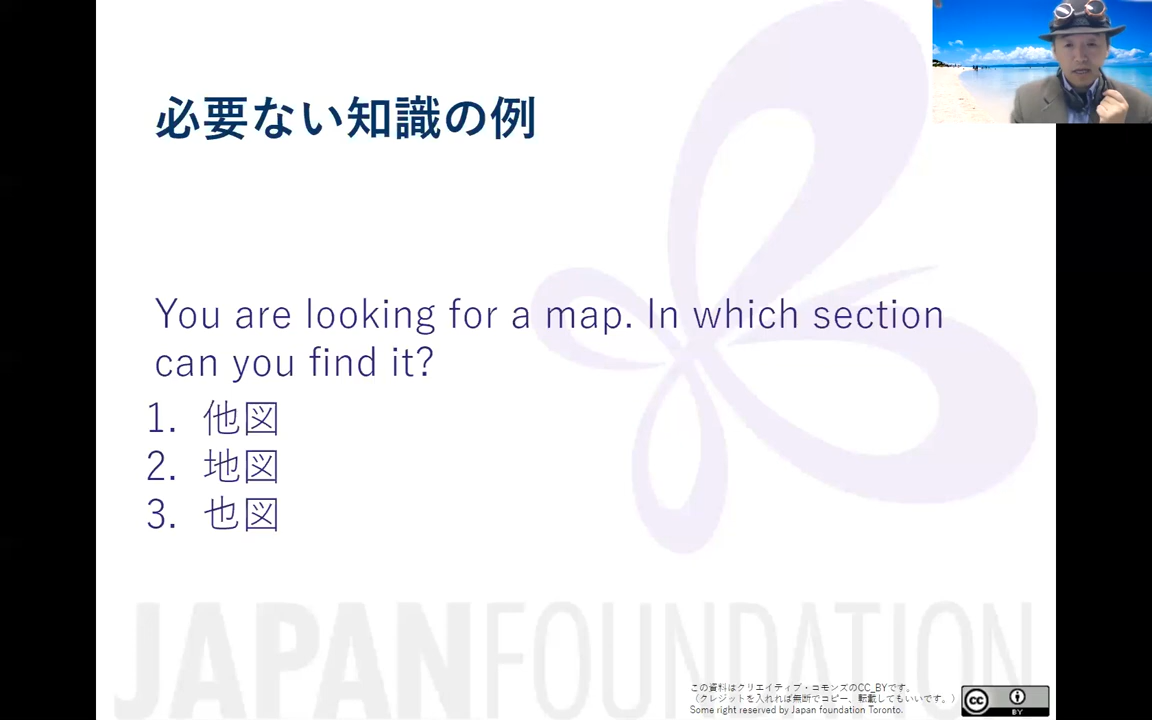 必要ない知識の例
You are looking for a map. In which section
can you find it?
1. 他図
2. 地図
3. 也図
JAPANFOUNDATION
この資料はクリエイティブ・コモンズのCC_BYです。
（クレジットを入れれば無断でコピー、転載してもいいです。）
Some right reserved by Japan foundation Toronto.
cc
BY